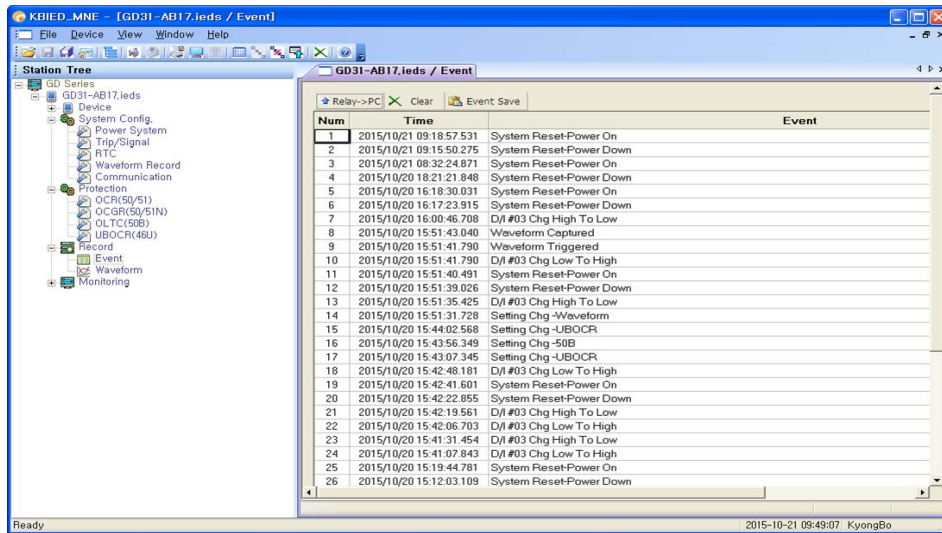 KBIED_MNE - [GD31-AB17.ieds / Event]
File Device View Window Help
Station Tree
GD Series
GD31-AB17.ieds
Device
System Config.
Power System
Trip/Signal
RTC
Waveform Record
Communication
Protection
OCR(50/51)
OCGR(50/51N)
OLTC(50B)
UBOCR(46U)
Record
Event
Waveform
Monitoring
GD31-AB17.ieds / Event
Relay->PC Clear Event Save
Num Time Event
1 2015/10/21 09:18:57.531 System Reset-Power On
2 2015/10/21 09:15:50.275 System Reset-Power Down
3 2015/10/21 08:32:24.871 System Reset-Power On
4 2015/10/20 18:21:21.848 System Reset-Power Down
5 2015/10/20 16:18:30.031 System Reset-Power On
6 2015/10/20 16:17:23.915 System Reset-Power Down
7 2015/10/20 16:00:46.708 D/I #03 Chg High To Low
8 2015/10/20 15:51:43.040 Waveform Captured
9 2015/10/20 15:51:41.790 Waveform Triggered
10 2015/10/20 15:51:41.790 D/I #03 Chg Low To High
11 2015/10/20 15:51:40.491 System Reset-Power On
12 2015/10/20 15:51:39.026 System Reset-Power Down
13 2015/10/20 15:51:35.425 D/I #03 Chg High To Low
14 2015/10/20 15:51:31.728 Setting Chg -Waveform
15 2015/10/20 15:44:02.568 Setting Chg -UBOCR
16 2015/10/20 15:43:56.349 Setting Chg -50B
17 2015/10/20 15:43:07.345 Setting Chg -UBOCR
18 2015/10/20 15:42:48.181 D/I #03 Chg Low To High
19 2015/10/20 15:42:41.601 System Reset-Power On
20 2015/10/20 15:42:22.855 System Reset-Power Down
21 2015/10/20 15:42:19.561 D/I #03 Chg High To Low
22 2015/10/20 15:42:06.703 D/I #03 Chg Low To High
23 2015/10/20 15:41:31.454 D/I #03 Chg High To Low
24 2015/10/20 15:41:07.843 D/I #03 Chg Low To High
25 2015/10/20 15:19:44.781 System Reset-Power On
26 2015/10/20 15:12:03.109 System Reset-Power Down
Ready 2015-10-21 09:49:07 KyongBo